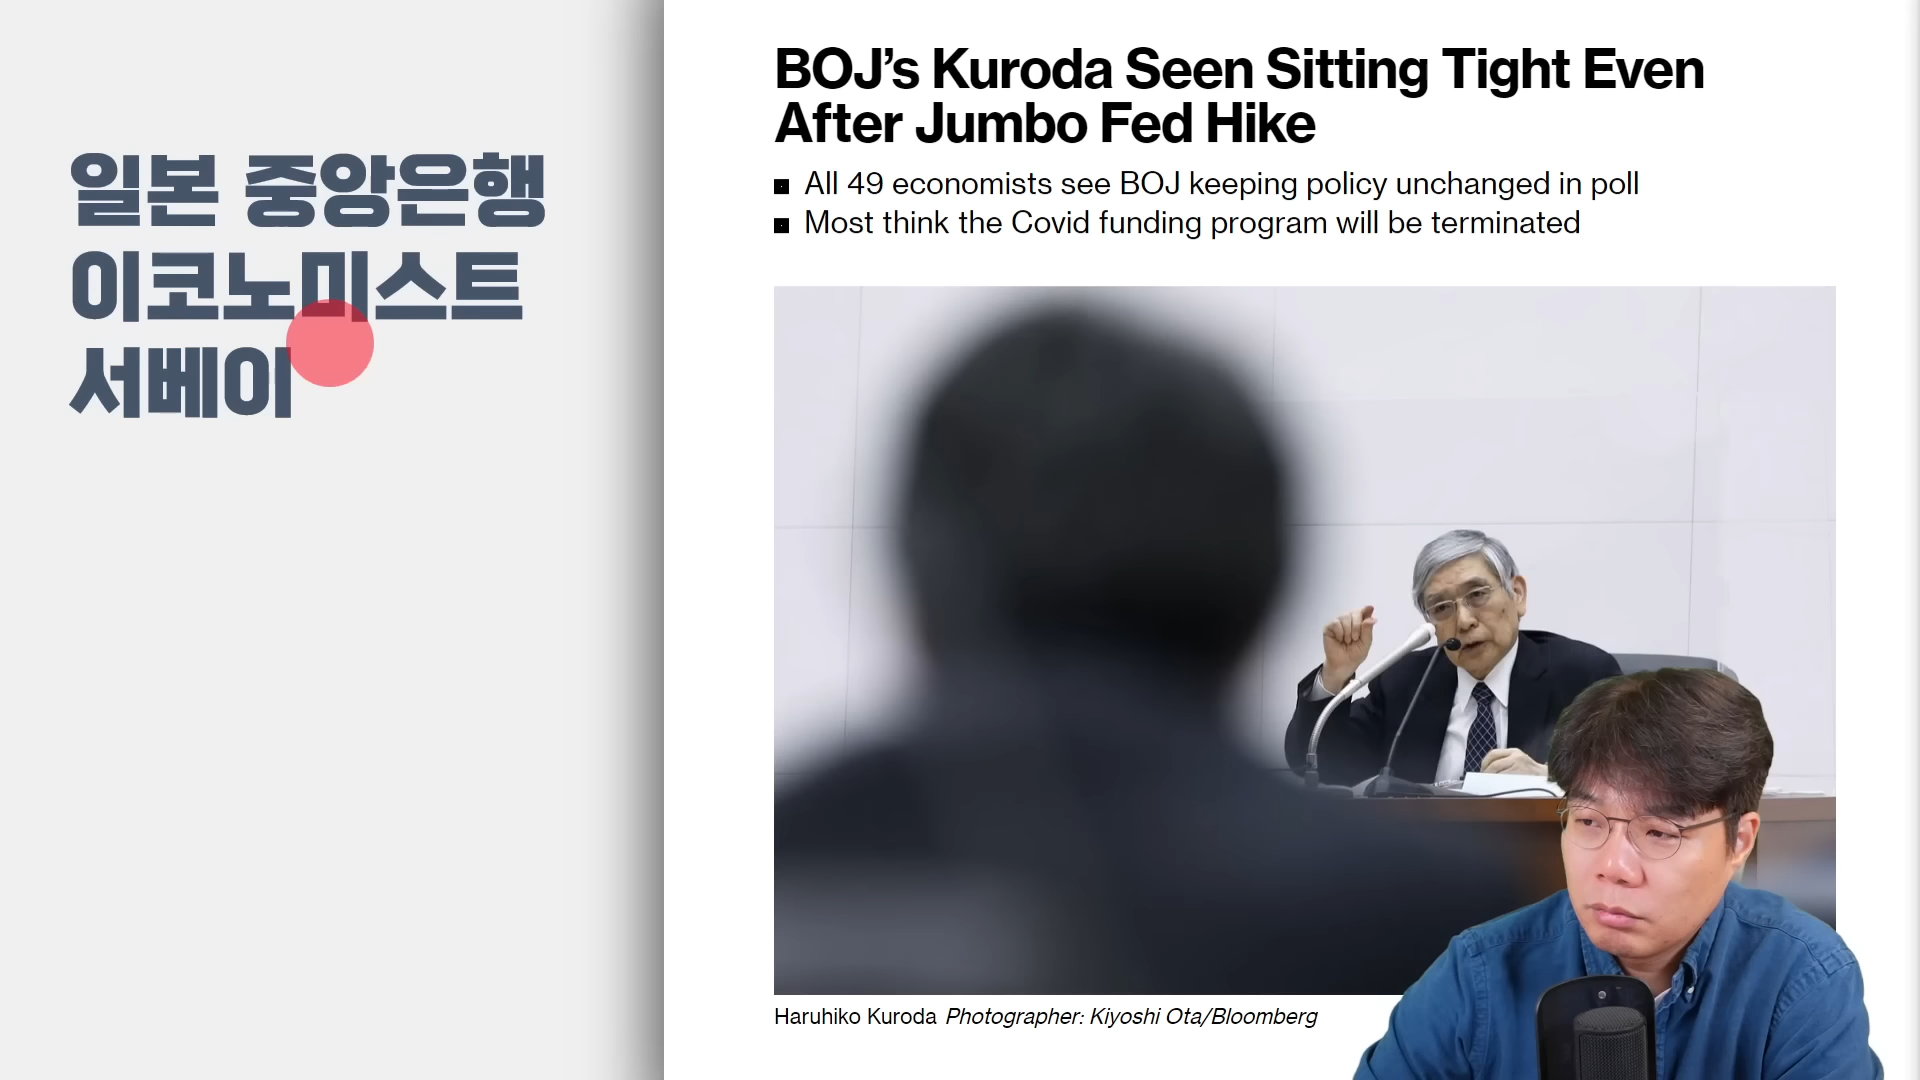 일본 중앙은행
이코노미스트
서베이
BOJ’s Kuroda Seen Sitting Tight Even
After Jumbo Fed Hike
All 49 economists see BOJ keeping policy unchanged in poll
Most think the Covid funding program will be terminated
Haruhiko Kuroda Photographer: Kiyoshi Ota/Bloomberg